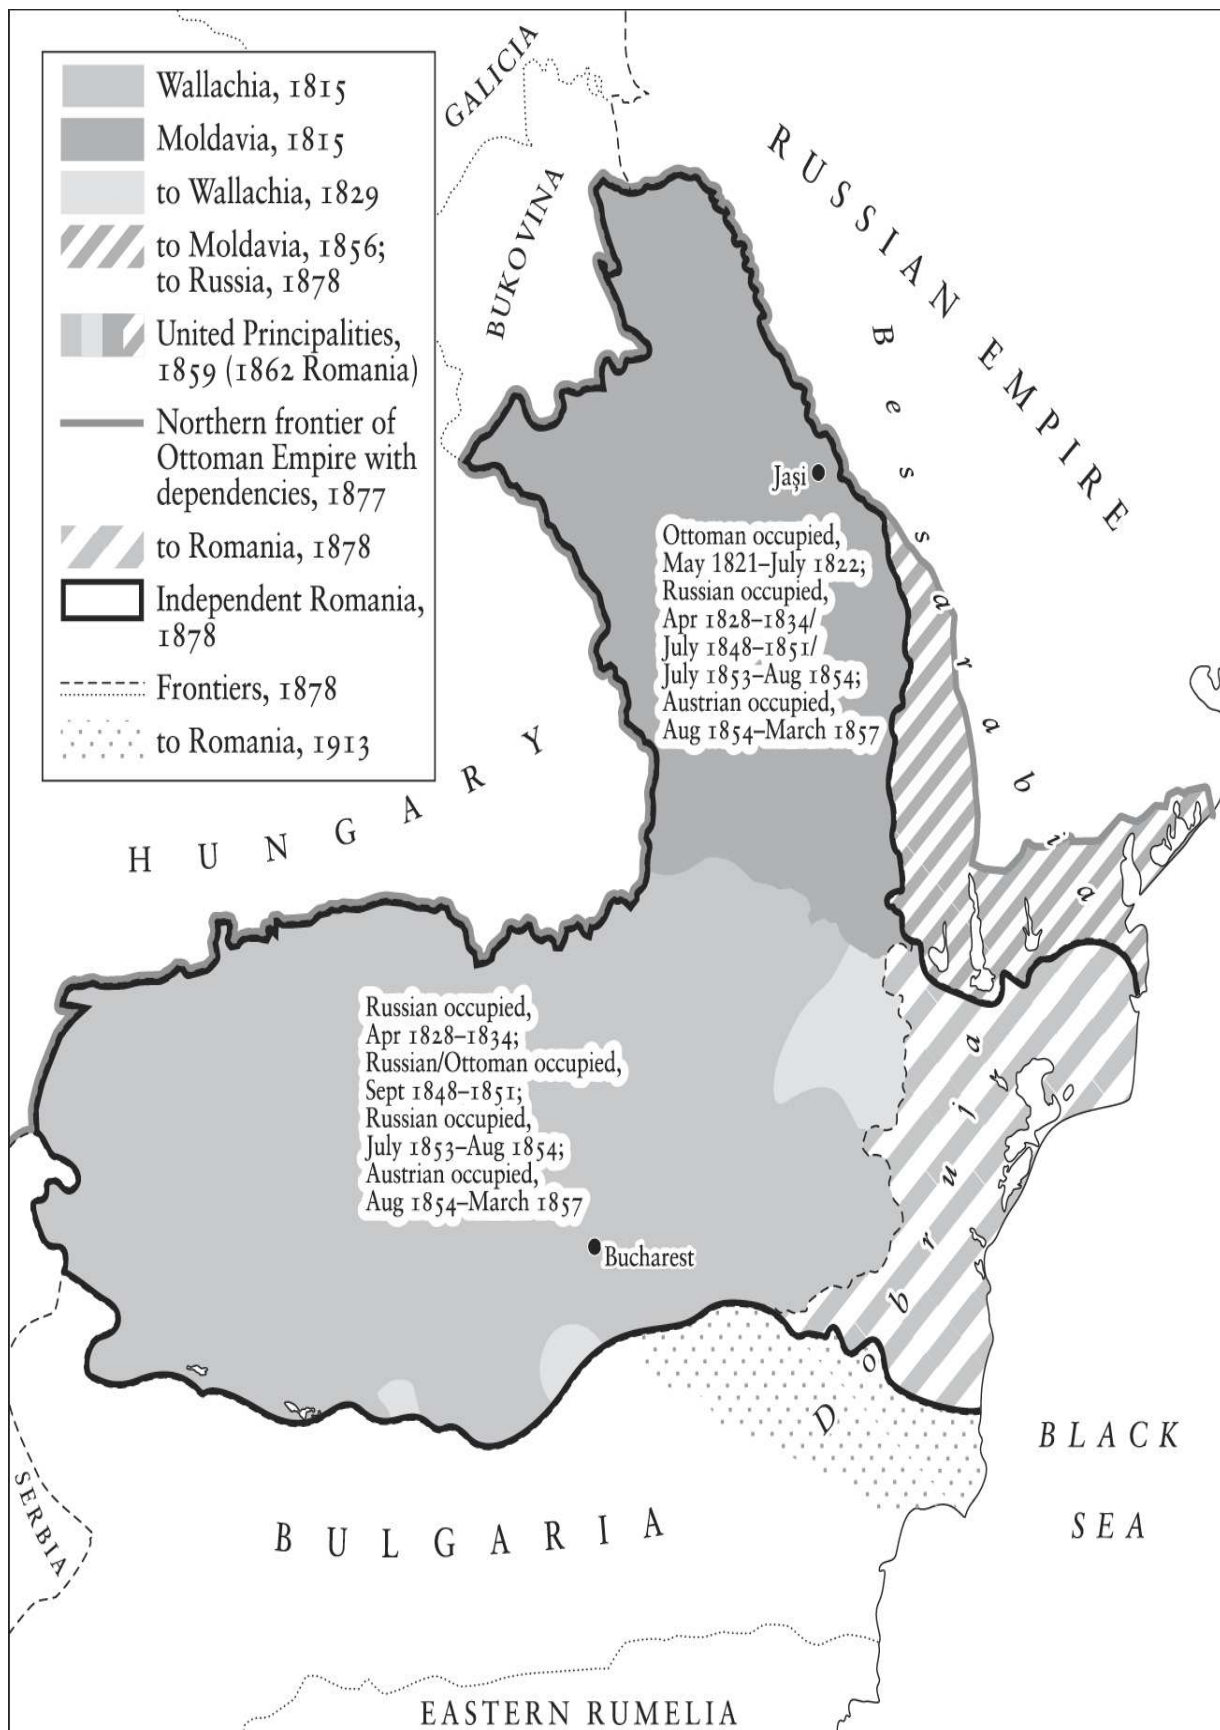 Wallachia, 1815
Moldavia, 1815
to Wallachia, 1829
to Moldavia, 1856;
to Russia, 1878
United Principalities,
1859 (1862 Romania)
Northern frontier of
Ottoman Empire with
dependencies, 1877
to Romania, 1878
Independent Romania,
1878
Frontiers, 1878
to Romania, 1913
GALICIA
BUKOVINA
RUSSIAN EMPIRE
Bessarabia
Jaşi
Ottoman occupied,
May 1821–July 1822;
Russian occupied,
Apr 1828–1834/
July 1848–1851/
July 1853–Aug 1854;
Austrian occupied,
Aug 1854–March 1857
HUNGARY
Russian occupied,
Apr 1828–1834;
Russian/Ottoman occupied,
Sept 1848–1851;
Russian occupied,
July 1853–Aug 1854;
Austrian occupied,
Aug 1854–March 1857
Bucharest
Dobruja
BLACK
SEA
SERBIA
BULGARIA
EASTERN RUMELIA